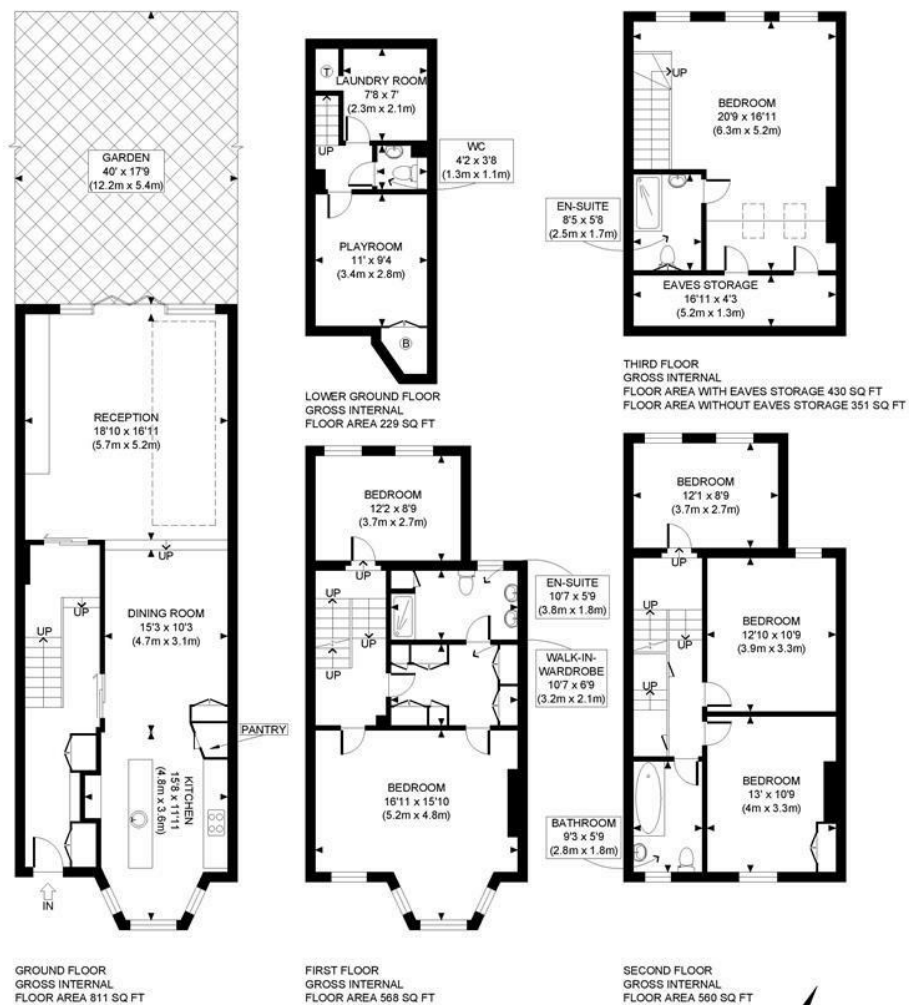 GARDEN
40' x 17'9
(12.2m x 5.4m)
RECEPTION
18'10 x 16'11
(5.7m x 5.2m)
UP
UP
UP
DINING ROOM
15'3 x 10'3
(4.7m x 3.1m)
PANTRY
KITCHEN
15'8 x 11'11
(4.8m x 3.6m)
IN
GROUND FLOOR
GROSS INTERNAL
FLOOR AREA 811 SQ FT
T
LAUNDRY ROOM
7'8 x 7'
(2.3m x 2.1m)
UP
WC
4'2 x 3'8
(1.3m x 1.1m)
PLAYROOM
11' x 9'4
(3.4m x 2.8m)
B
LOWER GROUND FLOOR
GROSS INTERNAL
FLOOR AREA 229 SQ FT
UP
BEDROOM
20'9 x 16'11
(6.3m x 5.2m)
EN-SUITE
8'5 x 5'8
(2.5m x 1.7m)
EAVES STORAGE
16'11 x 4'3
(5.2m x 1.3m)
THIRD FLOOR
GROSS INTERNAL
FLOOR AREA WITH EAVES STORAGE 430 SQ FT
FLOOR AREA WITHOUT EAVES STORAGE 351 SQ FT
BEDROOM
12'2 x 8'9
(3.7m x 2.7m)
UP
UP
UP
UP
EN-SUITE
10'7 x 5'9
(3.8m x 1.8m)
WALK-IN-
WARDROBE
10'7 x 6'9
(3.2m x 2.1m)
BEDROOM
16'11 x 15'10
(5.2m x 4.8m)
FIRST FLOOR
GROSS INTERNAL
FLOOR AREA 568 SQ FT
BEDROOM
12'1 x 8'9
(3.7m x 2.7m)
UP
UP
UP
UP
BEDROOM
12'10 x 10'9
(3.9m x 3.3m)
BEDROOM
13' x 10'9
(4m x 3.3m)
BATHROOM
9'3 x 5'9
(2.8m x 1.8m)
SECOND FLOOR
GROSS INTERNAL
FLOOR AREA 560 SQ FT